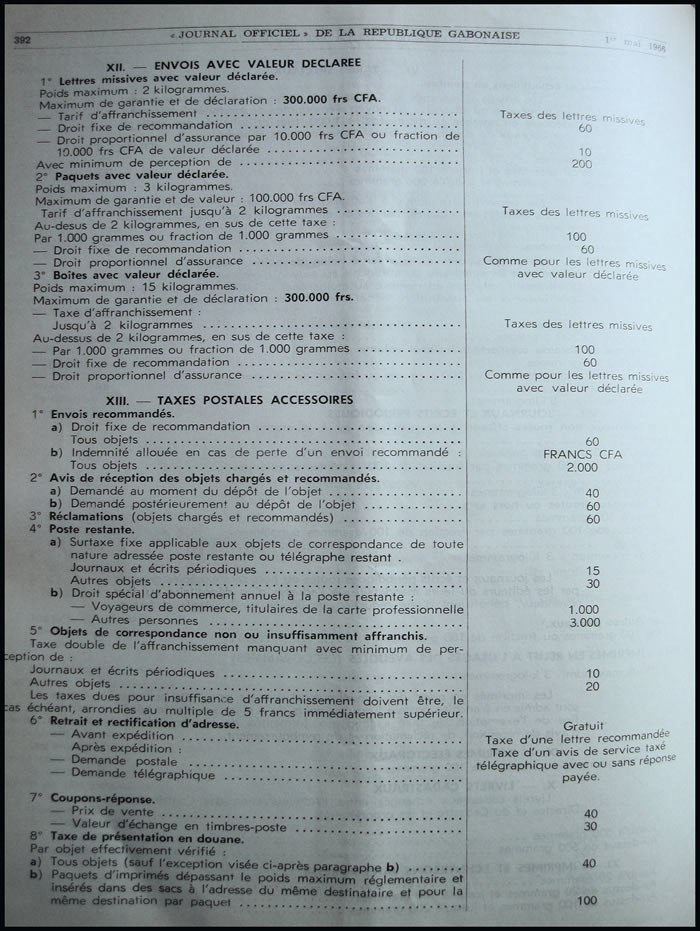 392
« JOURNAL OFFICIEL » DE LA REPUBLIQUE GABONAISE
1er mai 1968
XII. — ENVOIS AVEC VALEUR DECLAREE
1° Lettres missives avec valeur déclarée.
Poids maximum : 2 kilogrammes.
Maximum de garantie et de déclaration : 300.000 frs CFA.
— Tarif d'affranchissement ........ Taxes des lettres missives
— Droit fixe de recommandation ........ 60
— Droit proportionnel d'assurance par 10.000 frs CFA ou fraction de
10.000 frs CFA de valeur déclarée ........ 10
Avec minimum de perception de ........ 200
2° Paquets avec valeur déclarée.
Poids maximum : 3 kilogrammes.
Maximum de garantie et de valeur : 100.000 frs CFA.
Tarif d'affranchissement jusqu'à 2 kilogrammes ........ Taxes des lettres missives
Au-desus de 2 kilogrammes, en sus de cette taxe :
Par 1.000 grammes ou fraction de 1.000 grammes ........ 100
— Droit fixe de recommandation ........ 60
— Droit proportionnel d'assurance ........ Comme pour les lettres missives
avec valeur déclarée
3° Boîtes avec valeur déclarée.
Poids maximum : 15 kilogrammes.
Maximum de garantie et de déclaration : 300.000 frs.
— Taxe d'affranchissement :
Jusqu'à 2 kilogrammes ........ Taxes des lettres missives
Au-dessus de 2 kilogrammes, en sus de cette taxe :
— Par 1.000 grammes ou fraction de 1.000 grammes ........ 100
— Droit fixe de recommandation ........ 60
— Droit proportionnel d'assurance ........ Comme pour les lettres missives
avec valeur déclarée
XIII. — TAXES POSTALES ACCESSOIRES
1° Envois recommandés.
a) Droit fixe de recommandation ........
Tous objets ........ 60
b) Indemnité allouée en cas de perte d'un envoi recommandé : FRANCS CFA
Tous objets ........ 2.000
2° Avis de réception des objets chargés et recommandés.
a) Demandé au moment du dépôt de l'objet ........ 40
b) Demandé postérieurement au dépôt de l'objet ........ 60
3° Réclamations (objets chargés et recommandés) ........ 60
4° Poste restante.
a) Surtaxe fixe applicable aux objets de correspondance de toute
nature adressée poste restante ou télégraphe restant .
Journaux et écrits périodiques ........ 15
Autres objets ........ 30
b) Droit spécial d'abonnement annuel à la poste restante :
— Voyageurs de commerce, titulaires de la carte professionnelle 1.000
— Autres personnes ........ 3.000
5° Objets de correspondance non ou insuffisamment affranchis.
Taxe double de l'affranchissement manquant avec minimum de per-
ception de :
Journaux et écrits périodiques ........ 10
Autres objets ........ 20
Les taxes dues pour insuffisance d'affranchissement doivent être, le
cas échéant, arrondies au multiple de 5 francs immédiatement supérieur.
6° Retrait et rectification d'adresse.
— Avant expédition ........ Gratuit
Après expédition :
— Demande postale ........ Taxe d'une lettre recommandée
— Demande télégraphique ........ Taxe d'un avis de service taxé
télégraphique avec ou sans réponse
payée.
7° Coupons-réponse.
— Prix de vente ........ 40
— Valeur d'échange en timbres-poste ........ 30
8° Taxe de présentation en douane.
Par objet effectivement vérifié :
a) Tous objets (sauf l'exception visée ci-après paragraphe b) ........ 40
b) Paquets d'imprimés dépassant le poids maximum réglementaire et
insérés dans des sacs à l'adresse du même destinataire et pour la
même destination par paquet ........ 100